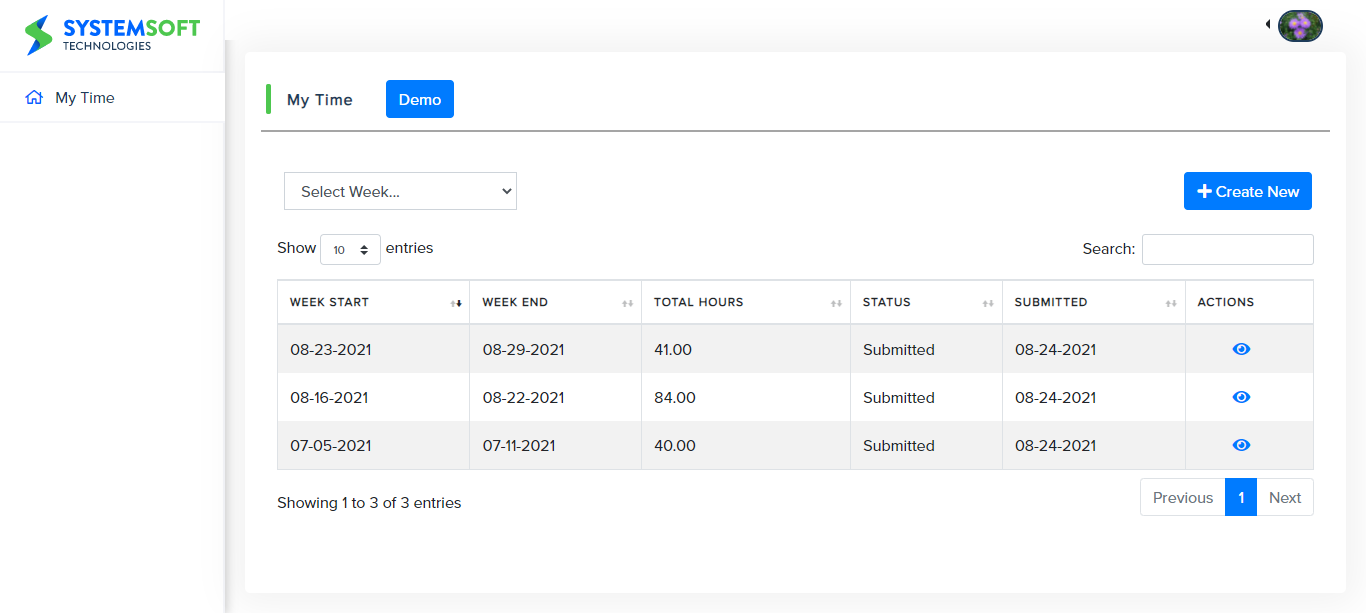 SYSTEMSOFT
TECHNOLOGIES
My Time
My Time Demo
Select Week...
Create New
Show 10 entries
Search:
WEEK START WEEK END TOTAL HOURS STATUS SUBMITTED ACTIONS
08-23-2021 08-29-2021 41.00 Submitted 08-24-2021
08-16-2021 08-22-2021 84.00 Submitted 08-24-2021
07-05-2021 07-11-2021 40.00 Submitted 08-24-2021
Showing 1 to 3 of 3 entries
Previous 1 Next